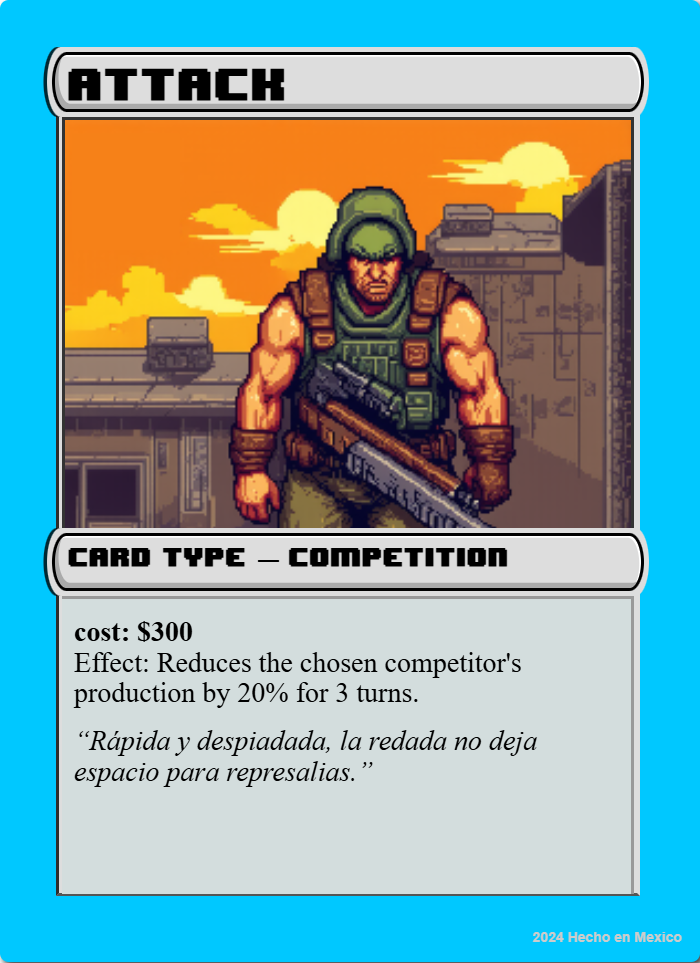 ATTACK
CARD TYPE — COMPETITION
cost: $300
Effect: Reduces the chosen competitor's
production by 20% for 3 turns.
“Rápida y despiadada, la redada no deja
espacio para represalias.”
2024 Hecho en Mexico